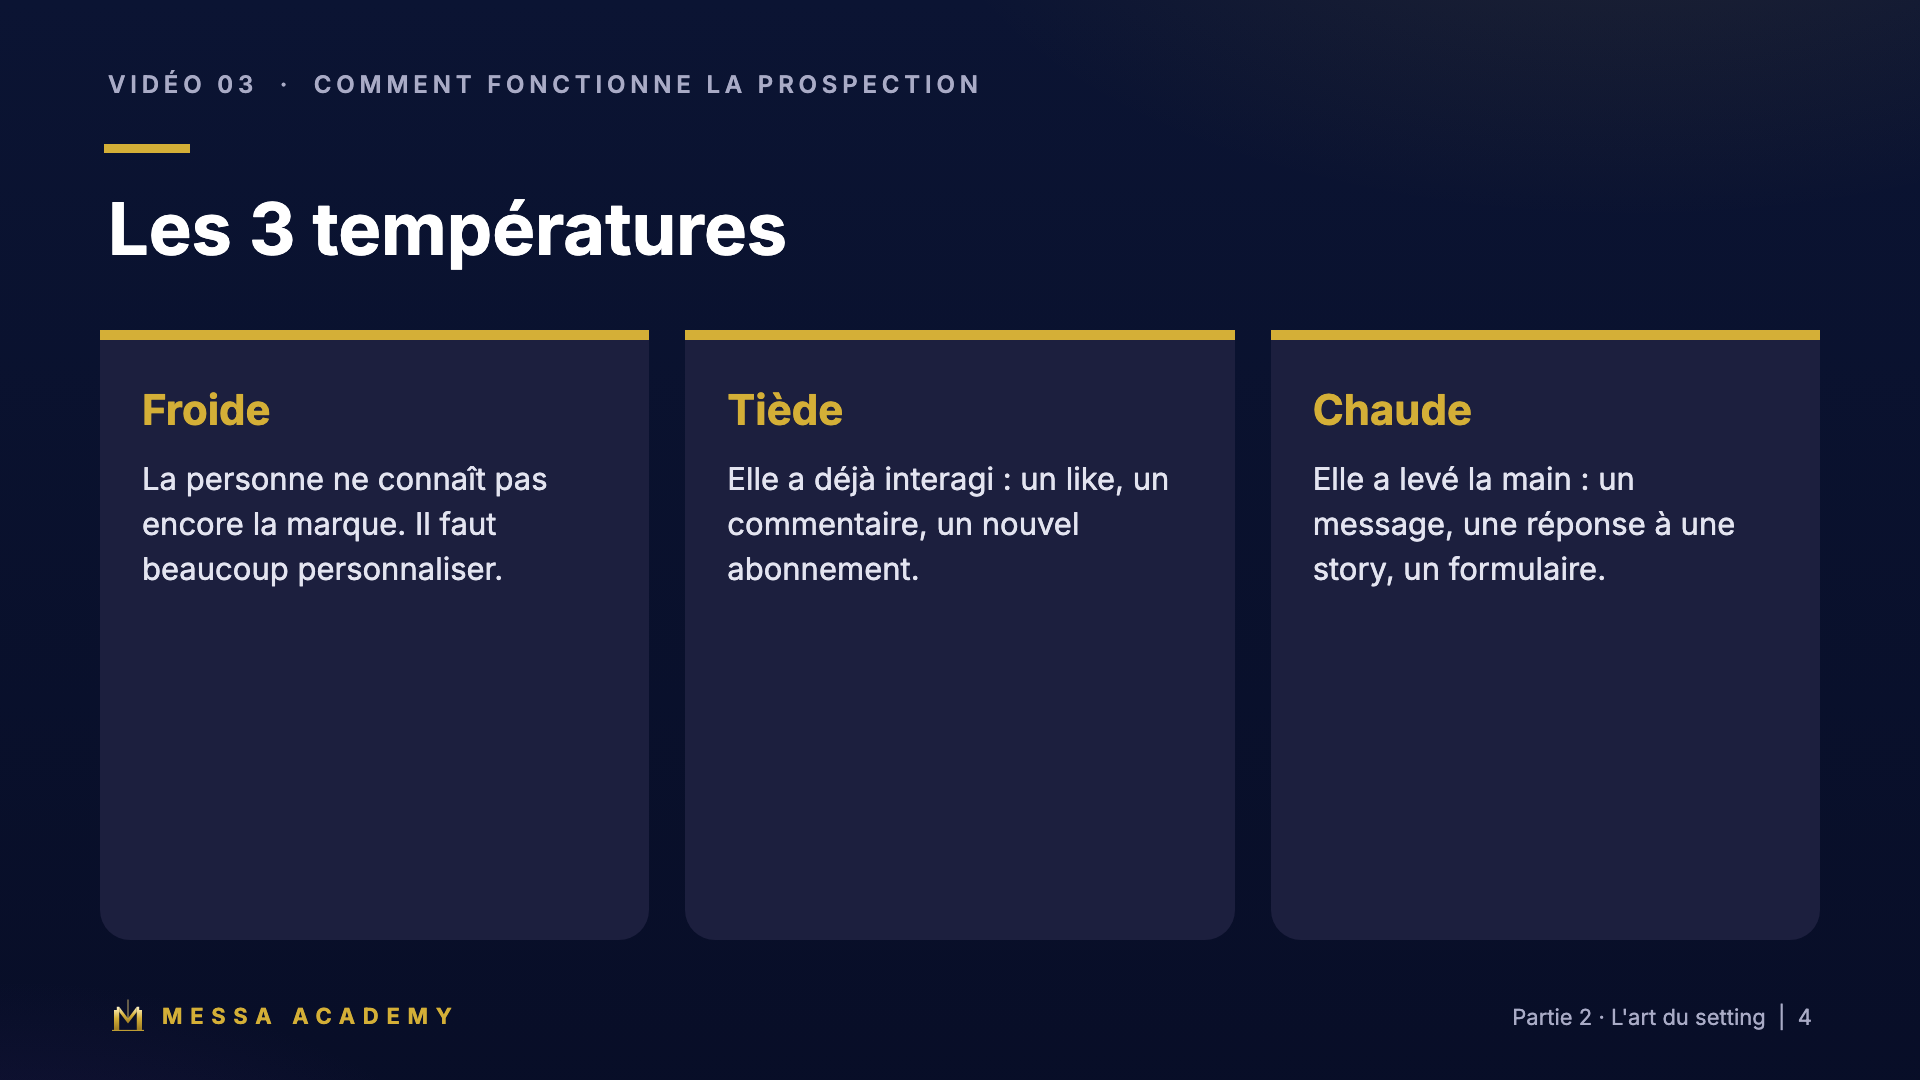 VIDÉO 03 · COMMENT FONCTIONNE LA PROSPECTION
Les 3 températures
Froide
La personne ne connaît pas
encore la marque. Il faut
beaucoup personnaliser.
Tiède
Elle a déjà interagi : un like, un
commentaire, un nouvel
abonnement.
Chaude
Elle a levé la main : un
message, une réponse à une
story, un formulaire.
MESSA ACADEMY
Partie 2 · L'art du setting | 4